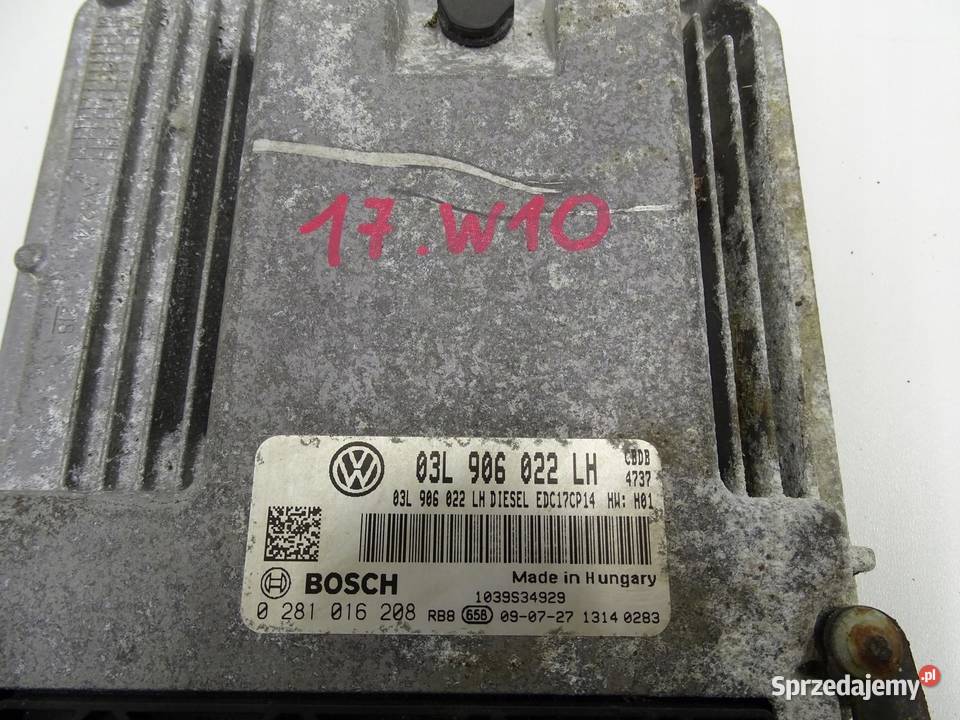 17.W10
03L 906 022 LH CBDB
4737
03L 906 022 LH DIESEL EDC17CP14 HW: H01
BOSCH
Made in Hungary
1039S34929
0 281 016 208 RB8 658 09-07-27 1314 0283
Sprzedajemy.pl